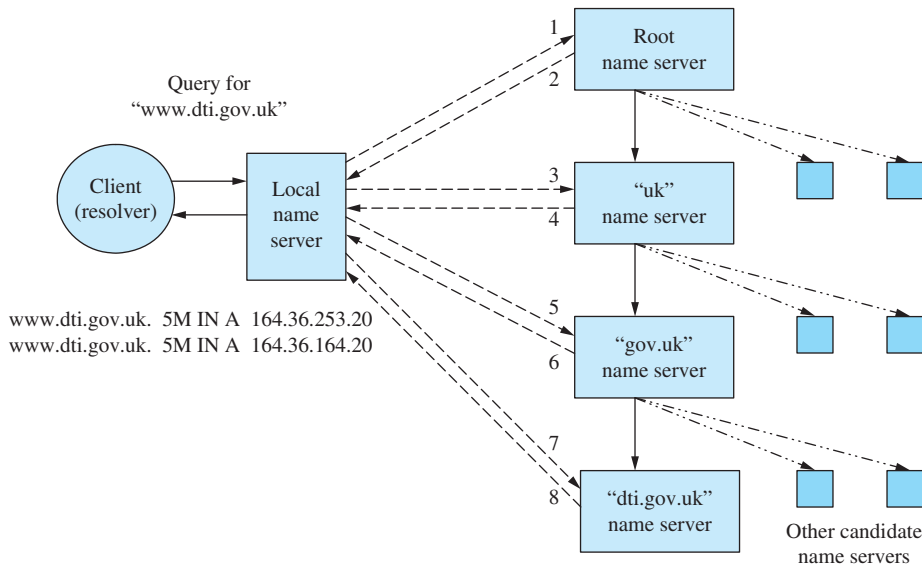 1
Root
name server
2
Query for
“www.dti.gov.uk”
Client
(resolver)
Local
name
server
3
“uk”
name server
4
www.dti.gov.uk. 5M IN A 164.36.253.20
www.dti.gov.uk. 5M IN A 164.36.164.20
5
“gov.uk”
name server
6
7
“dti.gov.uk”
name server
8
Other candidate
name servers